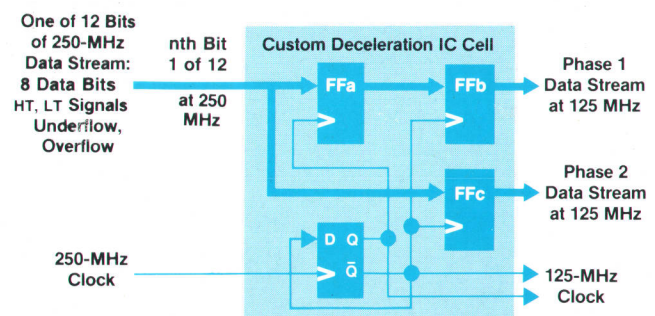 One of 12 Bits
of 250-MHz
Data Stream:
8 Data Bits
HT, LT Signals
Underflow,
Overflow
nth Bit
1 of 12
at 250
MHz
Custom Deceleration IC Cell
FFa
FFb
Phase 1
Data Stream
at 125 MHz
FFc
Phase 2
Data Stream
at 125 MHz
250-MHz
Clock
D Q
Q̅
125-MHz
Clock